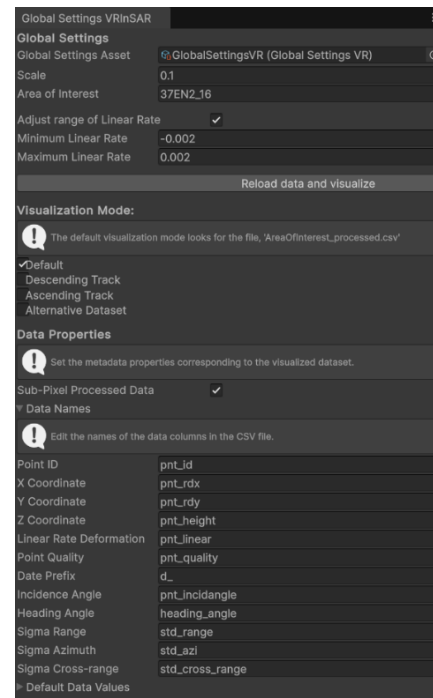 Global Settings VRInSAR
Global Settings
Global Settings Asset GlobalSettingsVR (Global Settings VR)
Scale 0.1
Area of Interest 37EN2_16
Adjust range of Linear Rate
Minimum Linear Rate -0.002
Maximum Linear Rate 0.002
Reload data and visualize
Visualization Mode:
The default visualization mode looks for the file, 'AreaOfInterest_processed.csv'
Default
Descending Track
Ascending Track
Alternative Dataset
Data Properties
Set the metadata properties corresponding to the visualized dataset.
Sub-Pixel Processed Data
Data Names
Edit the names of the data columns in the CSV file.
Point ID pnt_id
X Coordinate pnt_rdx
Y Coordinate pnt_rdy
Z Coordinate pnt_height
Linear Rate Deformation pnt_linear
Point Quality pnt_quality
Date Prefix d_
Incidence Angle pnt_incidangle
Heading Angle heading_angle
Sigma Range std_range
Sigma Azimuth std_azi
Sigma Cross-range std_cross_range
Default Data Values